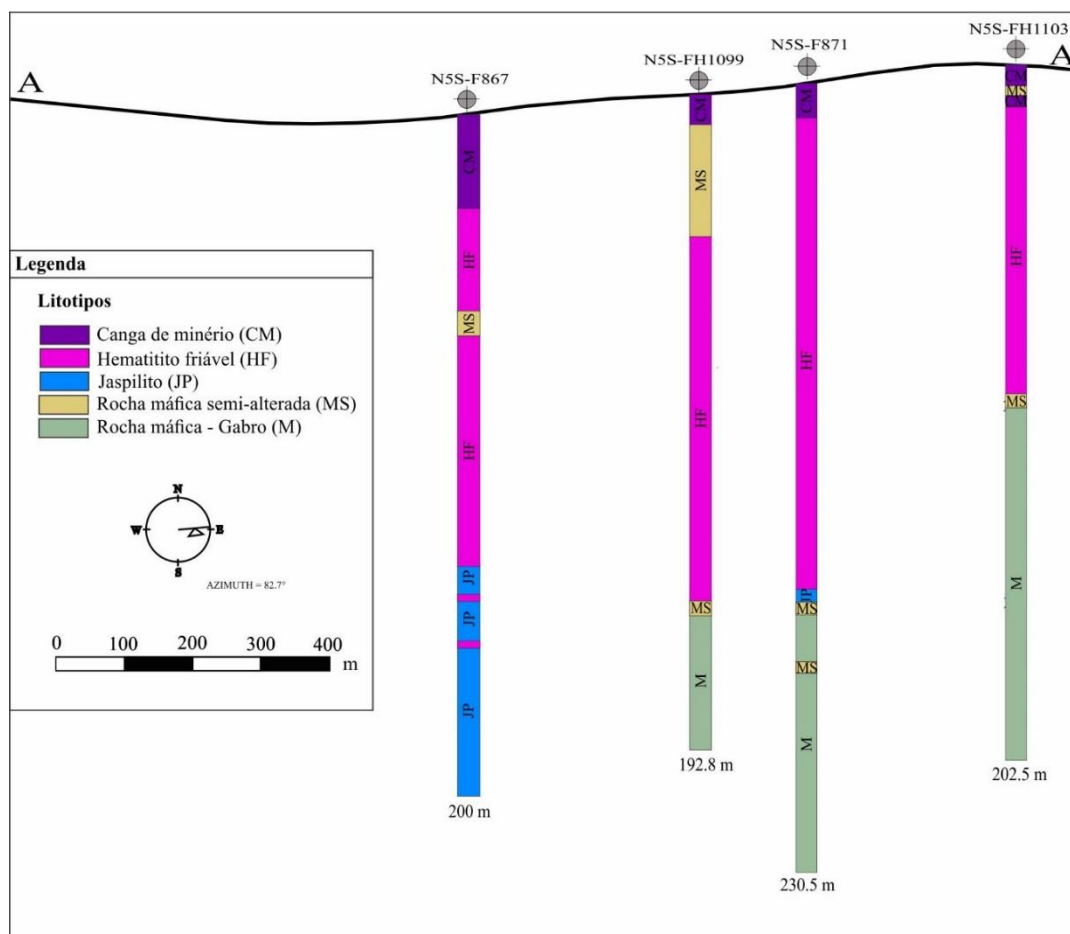 A
N5S-F867
N5S-FH1099
N5S-F871
N5S-FH1103
A
CM
HF
MS
HF
JP
JP
JP
200 m
CM
MS
HF
MS
M
192.8 m
CM
HF
JP
MS
MS
M
230.5 m
CM
MS
CM
HF
MS
M
202.5 m
Legenda
Litotipos
Canga de minério (CM)
Hematitito friável (HF)
Jaspilito (JP)
Rocha máfica semi-alterada (MS)
Rocha máfica - Gabro (M)
N
W
E
S
AZIMUTH = 82.7°
0 100 200 300 400
m